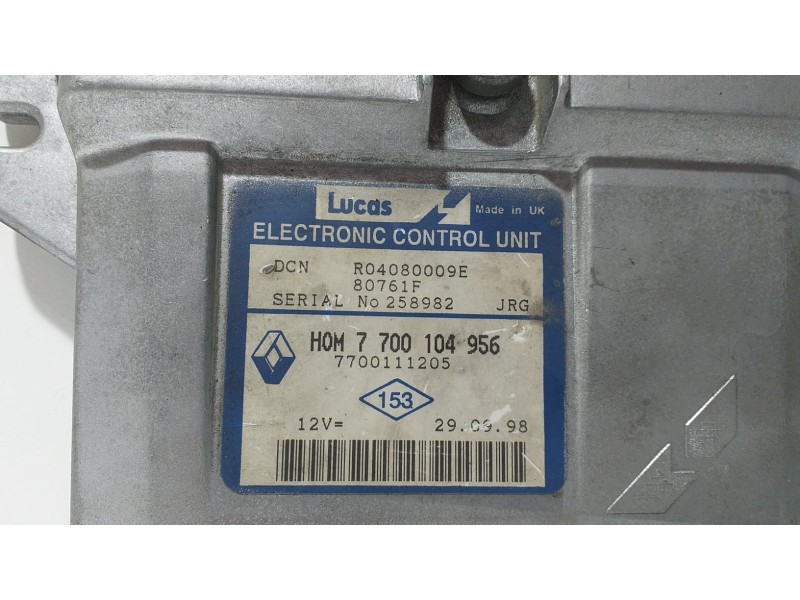 Lucas
Made in UK
ELECTRONIC CONTROL UNIT
DCN R04080009E
80761F
SERIAL No 258982 JRG
HOM 7 700 104 956
7700111205
153
12V= 29.09.98